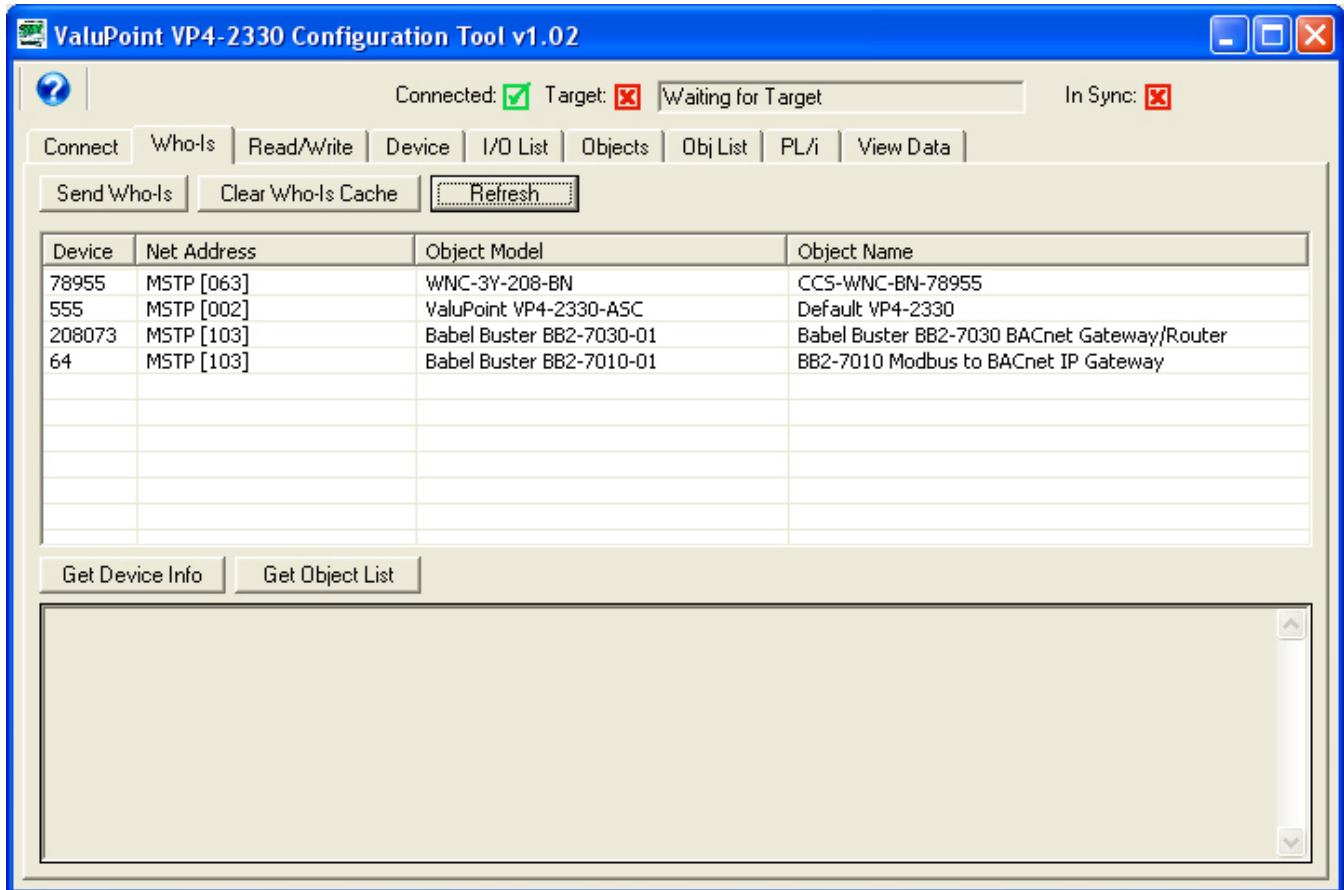 ValuPoint VP4-2330 Configuration Tool v1.02
Connected: Target: Waiting for Target In Sync:
Connect Who-Is Read/Write Device I/O List Objects Obj List PL/i View Data
Send Who-Is Clear Who-Is Cache Refresh
Device Net Address Object Model Object Name
78955 MSTP [063] WNC-3Y-208-BN CCS-WNC-BN-78955
555 MSTP [002] ValuPoint VP4-2330-ASC Default VP4-2330
208073 MSTP [103] Babel Buster BB2-7030-01 Babel Buster BB2-7030 BACnet Gateway/Router
64 MSTP [103] Babel Buster BB2-7010-01 BB2-7010 Modbus to BACnet IP Gateway
Get Device Info Get Object List